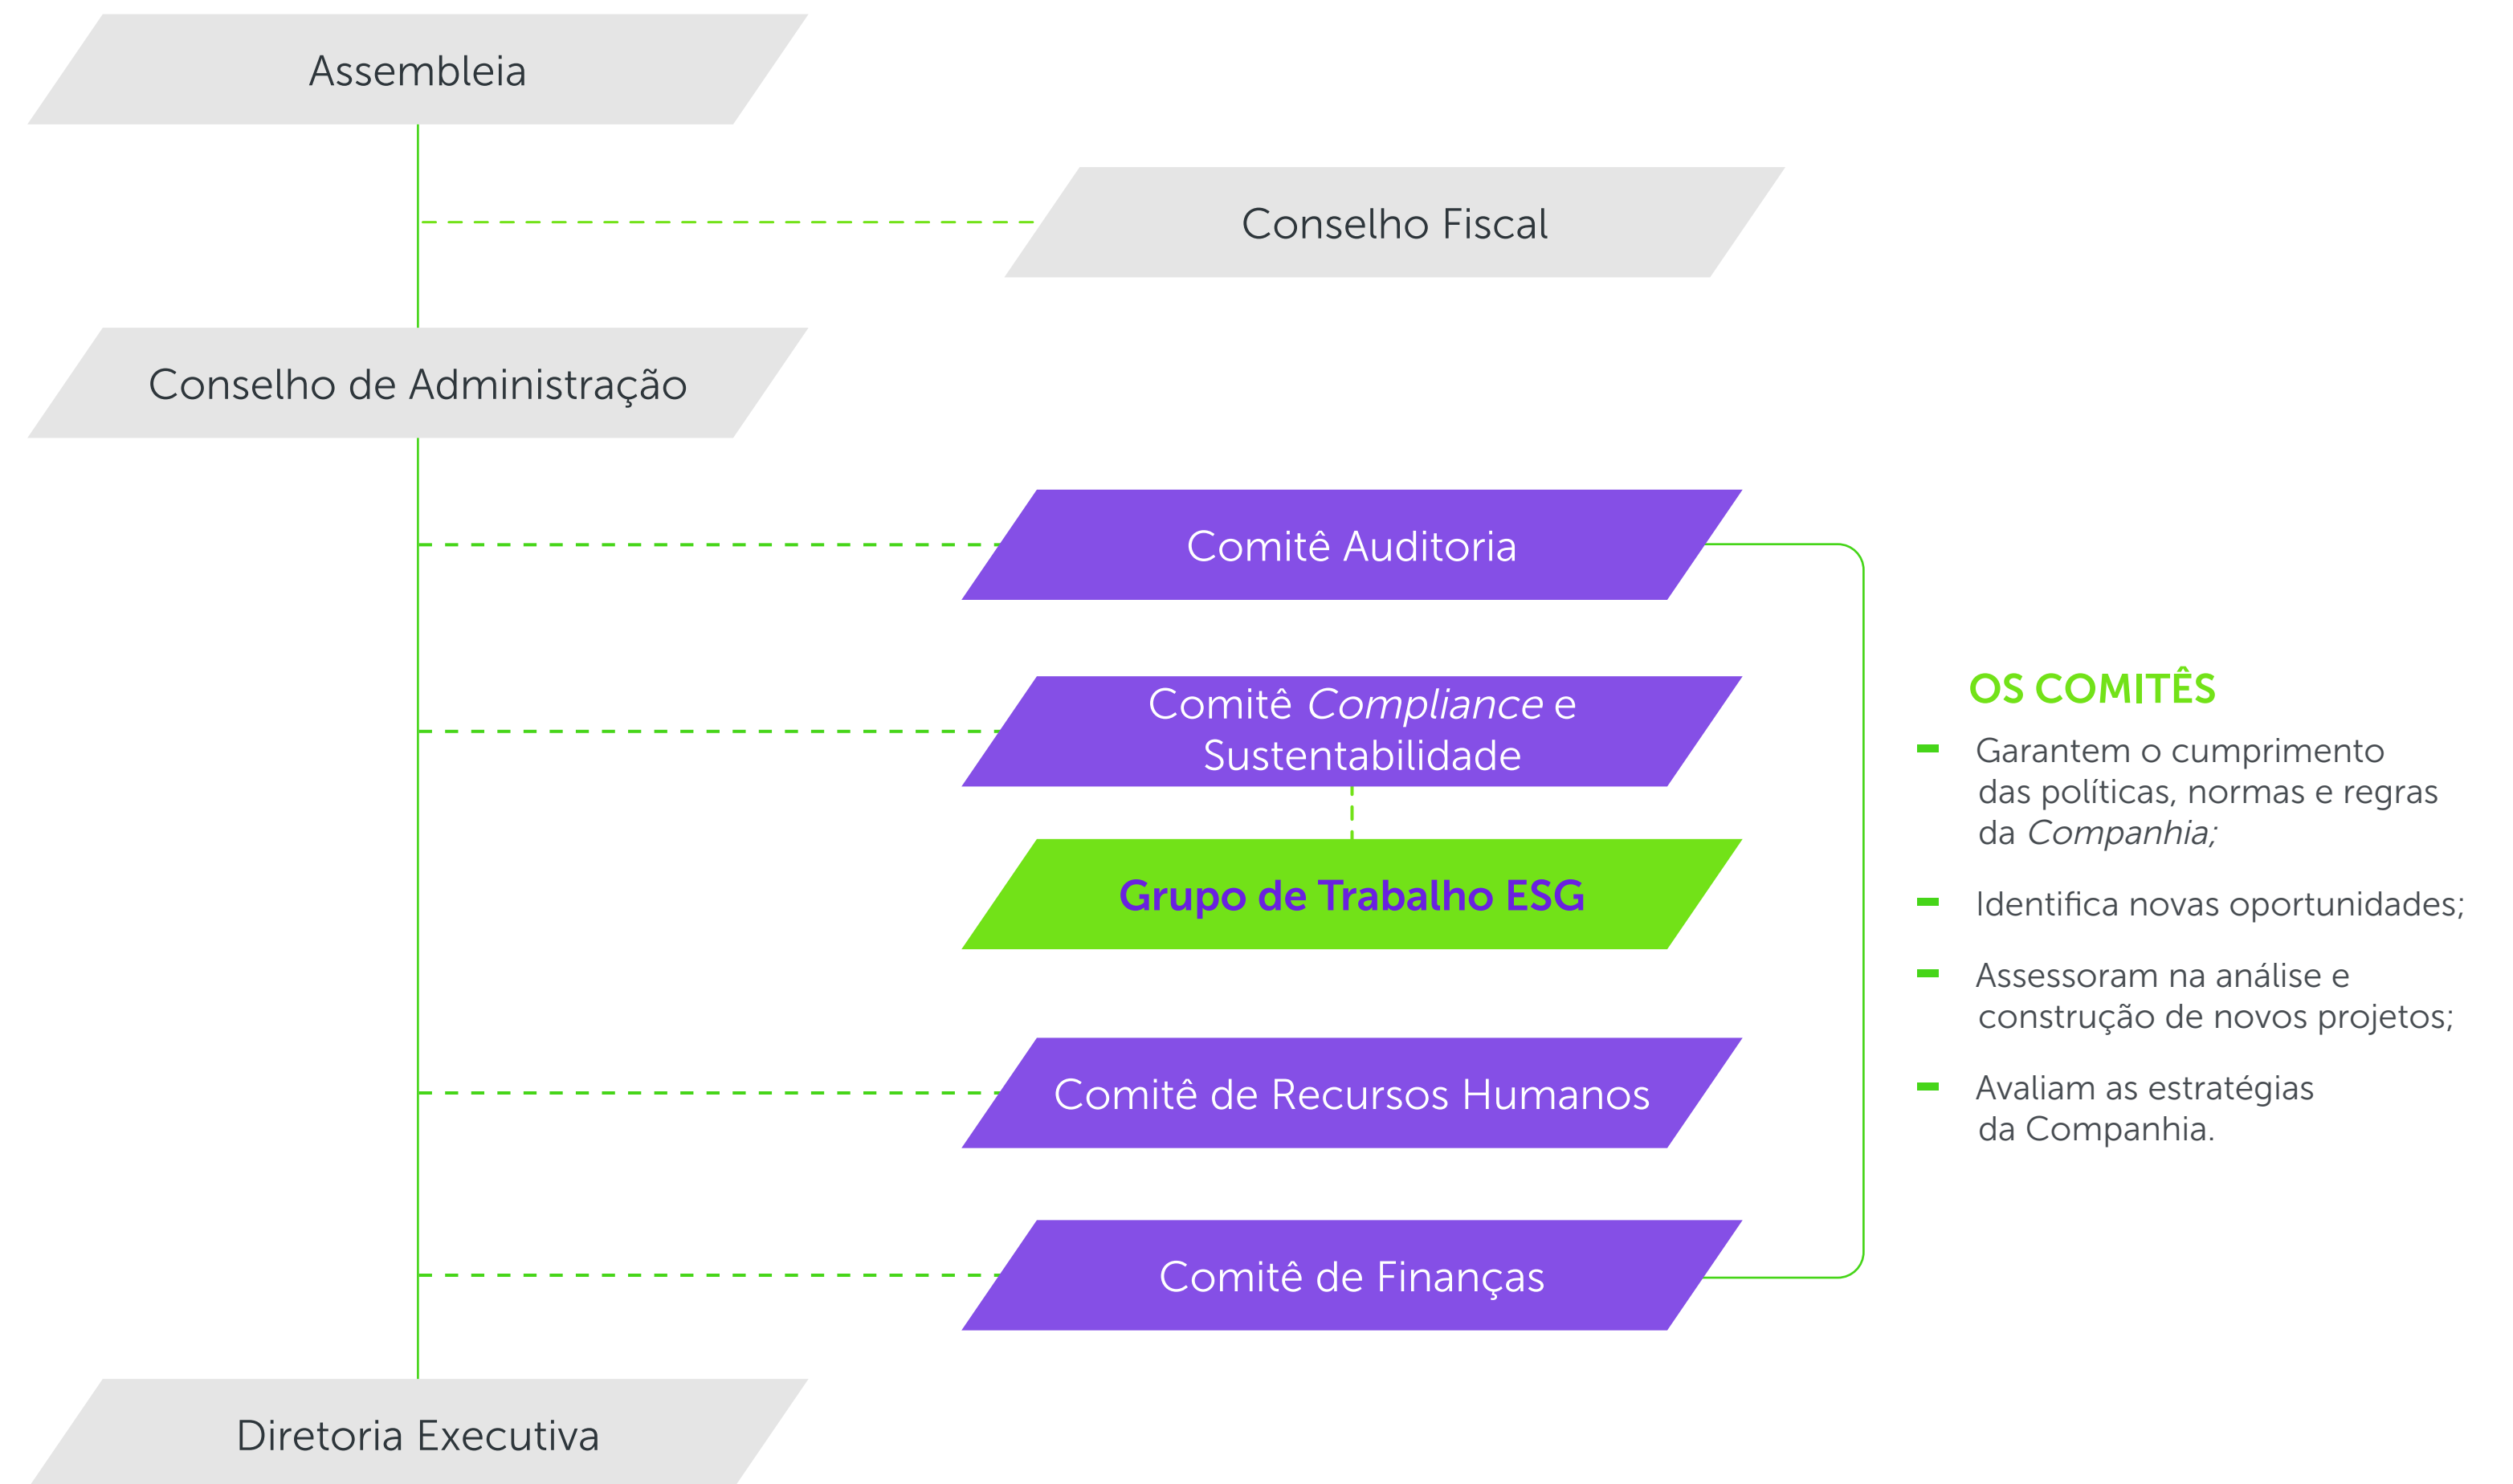 Assembleia
Conselho Fiscal
Conselho de Administração
Comitê Auditoria
Comitê Compliance e
Sustentabilidade
Grupo de Trabalho ESG
Comitê de Recursos Humanos
Comitê de Finanças
Diretoria Executiva
OS COMITÊS
Garantem o cumprimento
das políticas, normas e regras
da Companhia;
Identifica novas oportunidades;
Assessoram na análise e
construção de novos projetos;
Avaliam as estratégias
da Companhia.